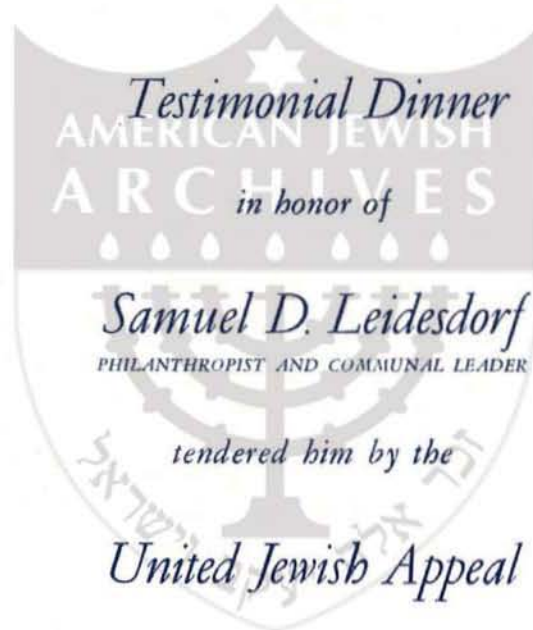 Testimonial Dinner
AMERICAN JEWISH
ARCHIVES
in honor of
Samuel D. Leidesdorf
PHILANTHROPIST AND COMMUNAL LEADER
tendered him by the
United Jewish Appeal